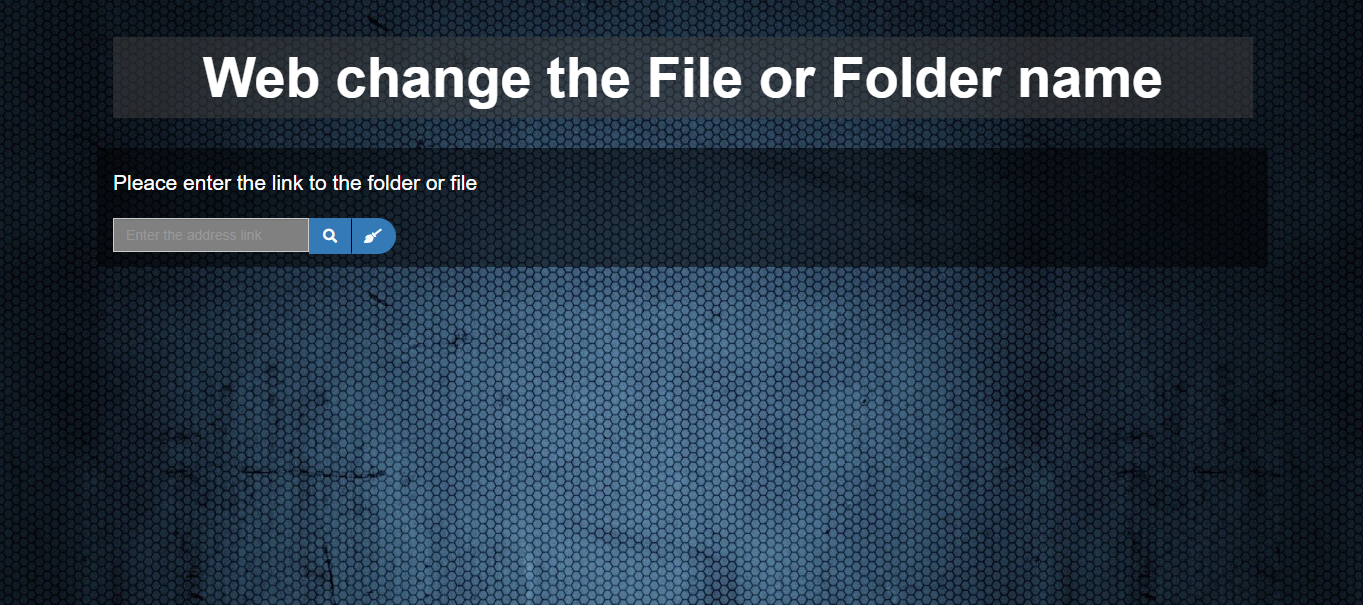 Web change the File or Folder name
Pleace enter the link to the folder or file
Enter the address link